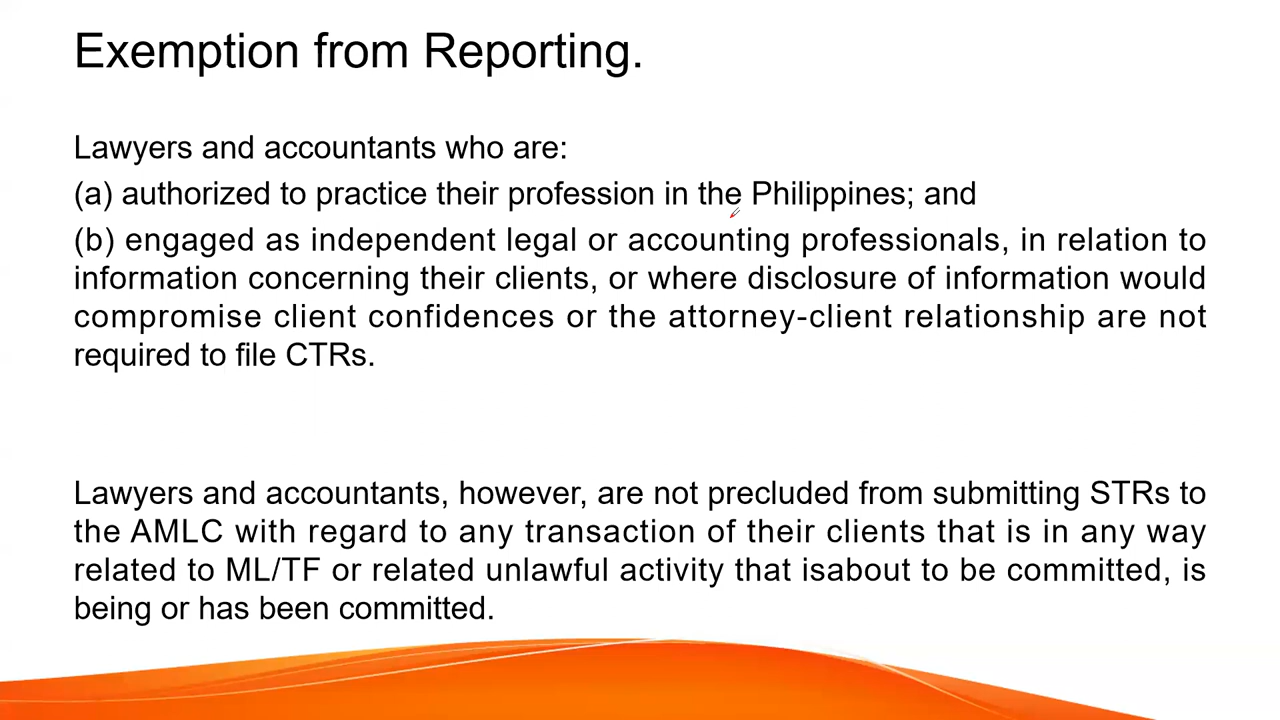 Exemption from Reporting.
Lawyers and accountants who are:
(a) authorized to practice their profession in the Philippines; and
(b) engaged as independent legal or accounting professionals, in relation to
information concerning their clients, or where disclosure of information would
compromise client confidences or the attorney-client relationship are not
required to file CTRs.
Lawyers and accountants, however, are not precluded from submitting STRs to
the AMLC with regard to any transaction of their clients that is in any way
related to ML/TF or related unlawful activity that isabout to be committed, is
being or has been committed.